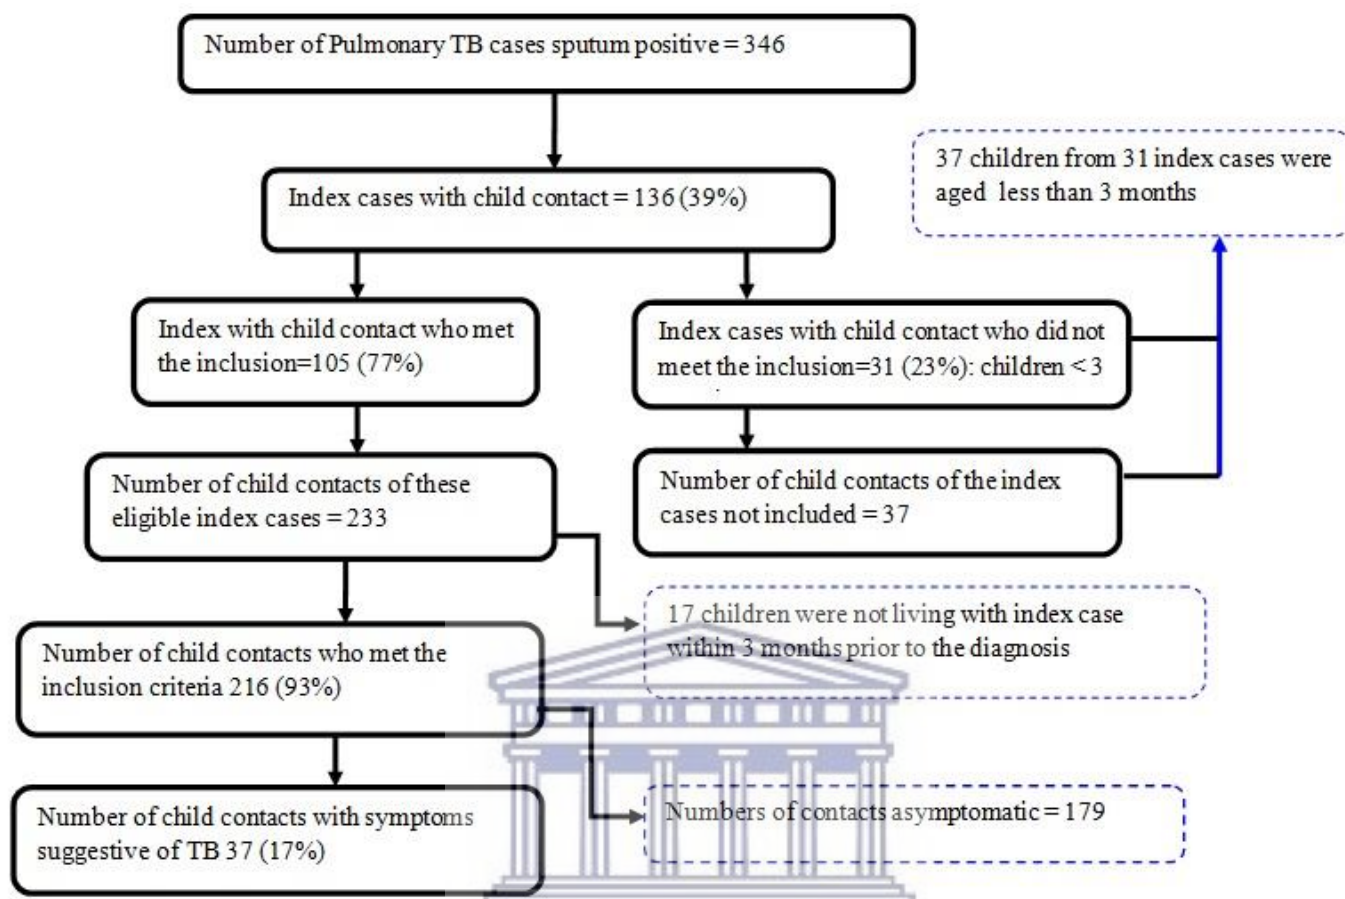 Number of Pulmonary TB cases sputum positive = 346
37 children from 31 index cases were
aged less than 3 months
Index cases with child contact = 136 (39%)
Index with child contact who met
the inclusion=105 (77%)
Index cases with child contact who did not
meet the inclusion=31 (23%): children < 3
Number of child contacts of these
eligible index cases = 233
Number of child contacts of the index
cases not included = 37
17 children were not living with index case
within 3 months prior to the diagnosis
Number of child contacts who met the
inclusion criteria 216 (93%)
Numbers of contacts asymptomatic = 179
Number of child contacts with symptoms
suggestive of TB 37 (17%)